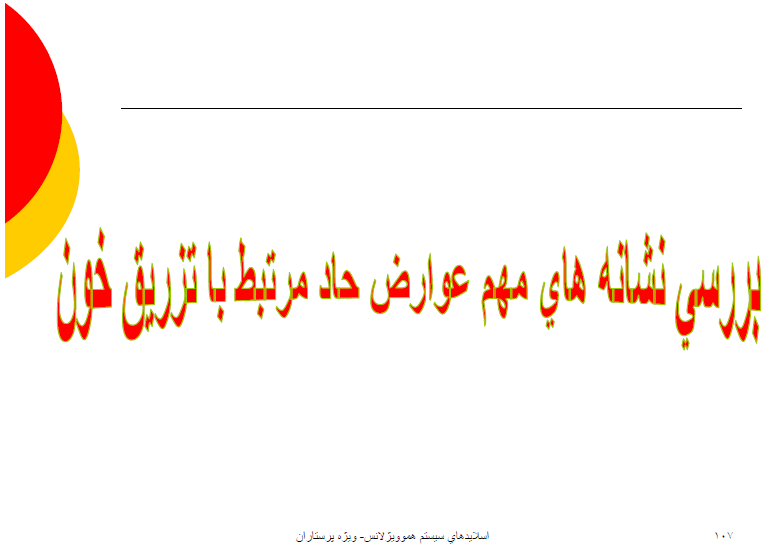 بررسي نشانه هاي مهم عوارض حاد مرتبط با تزريق خون
اسلايدهاي سيستم هموويژلانس- ويژه پرستاران
۱۰۷